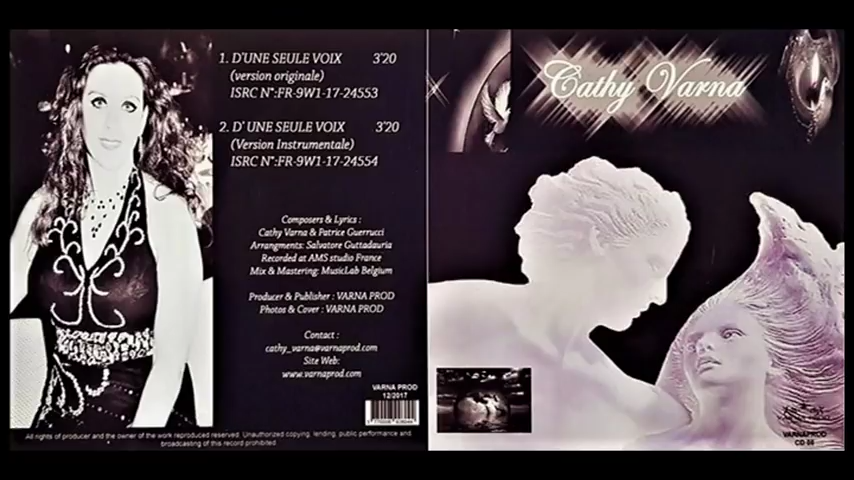 1. D'UNE SEULE VOIX 3'20
(version originale)
ISRC N°:FR-9W1-17-24553
2. D' UNE SEULE VOIX 3'20
(Version Instrumentale)
ISRC N°:FR-9W1-17-24554
Composers & Lyrics :
Cathy Varna & Patrice Guerrucci
Arrangments: Salvatore Guttadauria
Recorded at AMS studio France
Mix & Mastering: MusicLab Belgium
Producer & Publisher : VARNA PROD
Photos & Cover : VARNA PROD
Contact :
cathy_varna@varnaprod.com
Site Web:
www.varnaprod.com
VARNA PROD
12/2017
All rights of producer and the owner of the work reproduced reserved. Unauthorized copying, lending, public performance and
broadcasting of this record prohibited
Cathy Varna
VARNAPROD